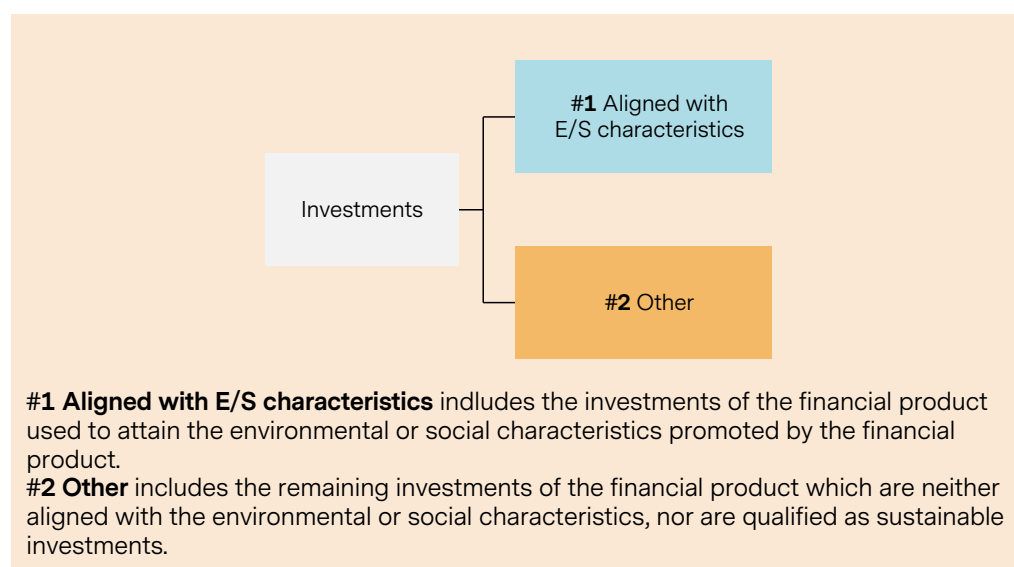 #1 Aligned with
E/S characteristics
Investments
#2 Other
#1 Aligned with E/S characteristics indludes the investments of the financial product
used to attain the environmental or social characteristics promoted by the financial
product.
#2 Other includes the remaining investments of the financial product which are neither
aligned with the environmental or social characteristics, nor are qualified as sustainable
investments.